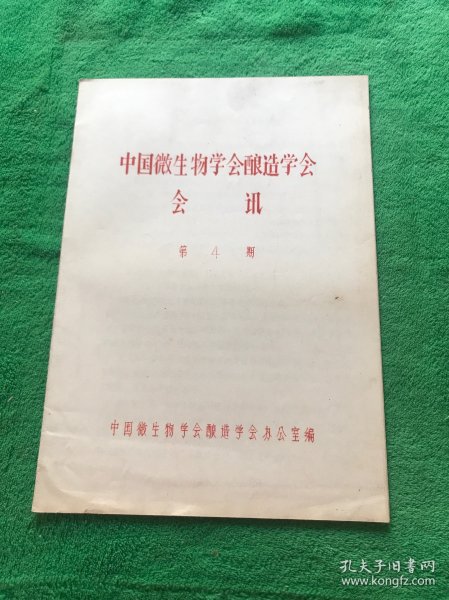 中国微生物学会酿造学会
会讯
第4期
中国微生物学会酿造学会办公室编
孔夫子旧书网
www.kongfz.com